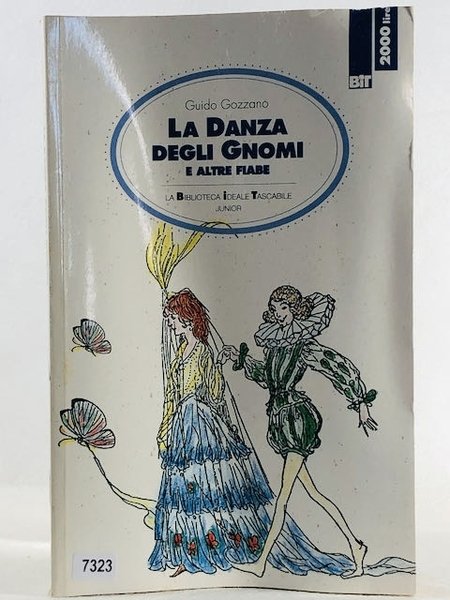 BIT
2000 lire
Guido Gozzano
LA DANZA
DEGLI GNOMI
E ALTRE FIABE
LA BIBLIOTECA IDEALE TASCABILE
JUNIOR
7323